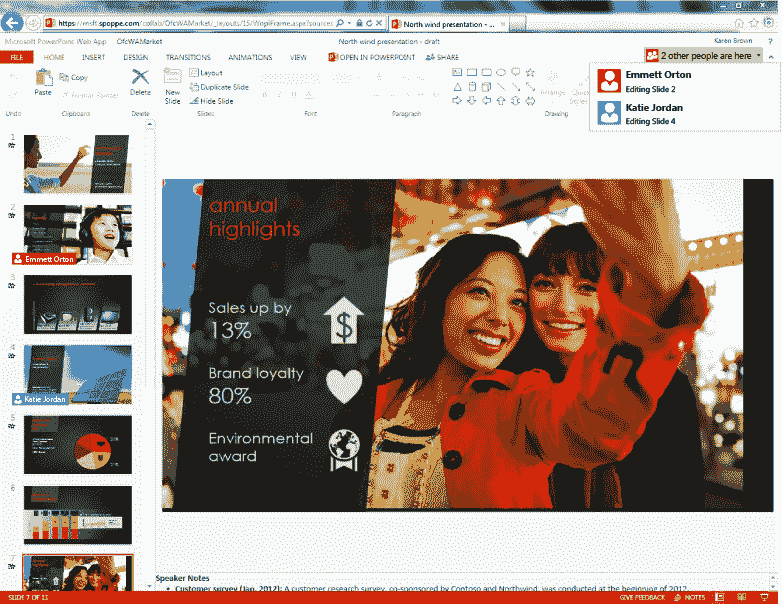 https://msft.spoppe.com/collab/OfcWAMarket/_layouts/15/WopiFrame.aspx?sources
North wind presentation - ...
Microsoft PowerPoint Web App
OfcWAMarket
North wind presentation - draft
Karen Brown
?
FILE
HOME
INSERT
DESIGN
TRANSITIONS
ANIMATIONS
VIEW
OPEN IN POWERPOINT
SHARE
2 other people are here
Emmett Orton
Editing Slide 2
Katie Jordan
Editing Slide 4
Paste
Copy
Format Painter
Delete
New
Slide
Layout
Duplicate Slide
Hide Slide
Arrange
Quick
Styles
Undo
Clipboard
Delete
Slides
Font
Paragraph
Drawing
1
2
Emmett Orton
3
4
Katie Jordan
5
6
7
annual
highlights
Sales up by
13%
$
Brand loyalty
80%
Environmental
award
Speaker Notes
• Customer survey (Jan. 2012): A customer research survey, co-sponsored by Contoso and Northwind, was conducted at the beginning of 2012
SLIDE 7 OF 11
GIVE FEEDBACK
NOTES